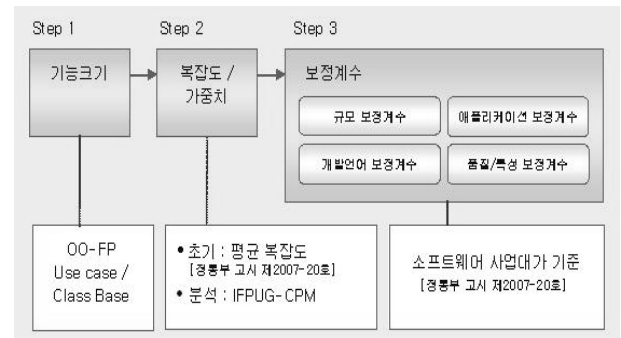 Step 1
Step 2
Step 3
기능크기
복잡도 /
가중치
보정계수
규모 보정계수
애플리케이션 보정계수
개발언어 보정계수
품질/특성 보정계수
OO-FP
Use case /
Class Base
• 초기 : 평균 복잡도
[정통부 고시 제2007-20호]
• 분석 : IFPUG-CPM
소프트웨어 사업대가 기준
[정통부 고시 제2007-20호]